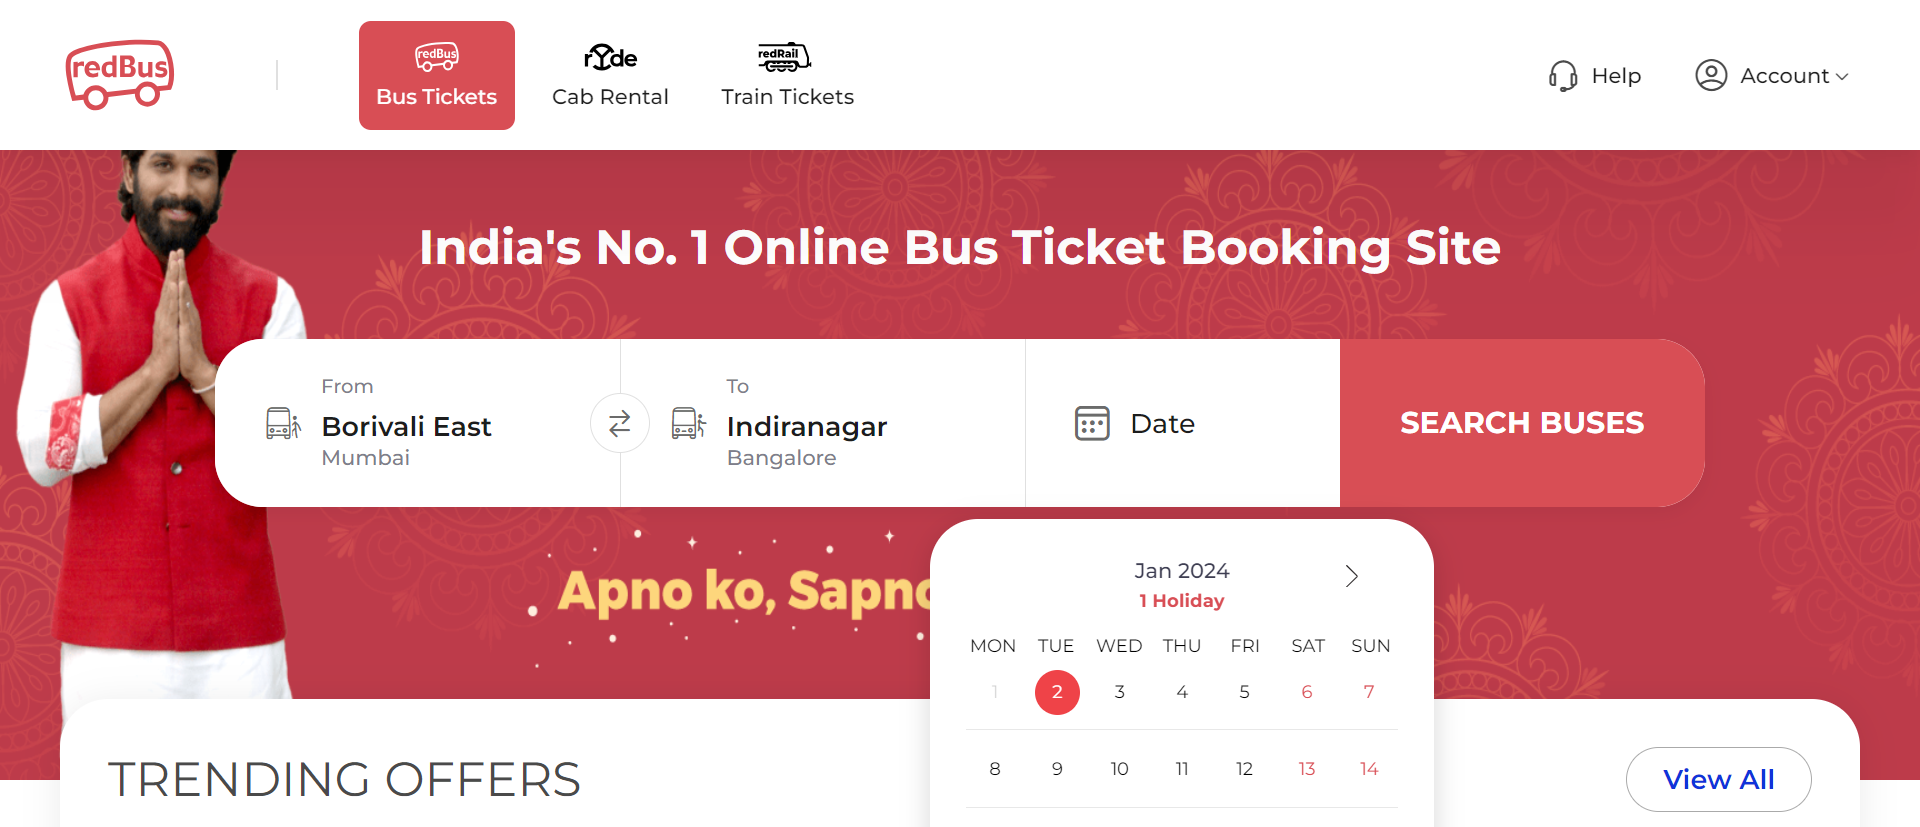 redBus
redBus
Bus Tickets
rYde
Cab Rental
redRail
Train Tickets
Help
Account
India's No. 1 Online Bus Ticket Booking Site
From
Borivali East
Mumbai
To
Indiranagar
Bangalore
Date
SEARCH BUSES
Apno ko, Sapno
Jan 2024
1 Holiday
MON TUE WED THU FRI SAT SUN
1 2 3 4 5 6 7
8 9 10 11 12 13 14
TRENDING OFFERS
View All